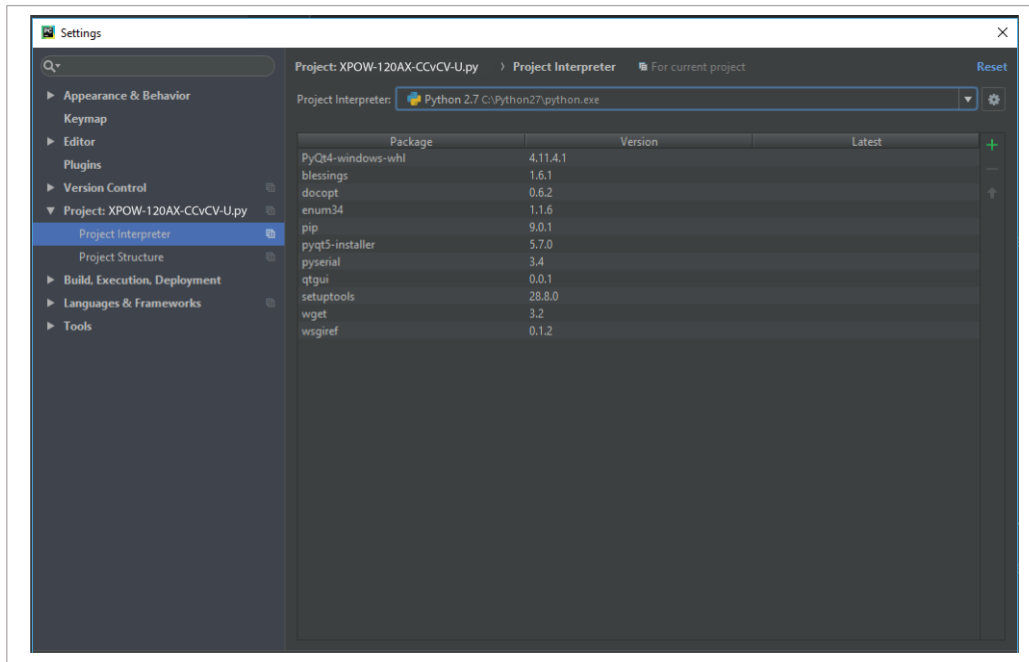 PC Settings
Appearance & Behavior
Keymap
Editor
Plugins
Version Control
Project: XPOW-120AX-CCvCV-U.py
Project Interpreter
Project Structure
Build, Execution, Deployment
Languages & Frameworks
Tools
Project: XPOW-120AX-CCvCV-U.py › Project Interpreter For current project Reset
Project Interpreter: Python 2.7 C:\Python27\python.exe
Package Version Latest
PyQt4-windows-whl 4.11.4.1
blessings 1.6.1
docopt 0.6.2
enum34 1.1.6
pip 9.0.1
pyqt5-installer 5.7.0
pyserial 3.4
qtgui 0.0.1
setuptools 28.8.0
wget 3.2
wsgiref 0.1.2